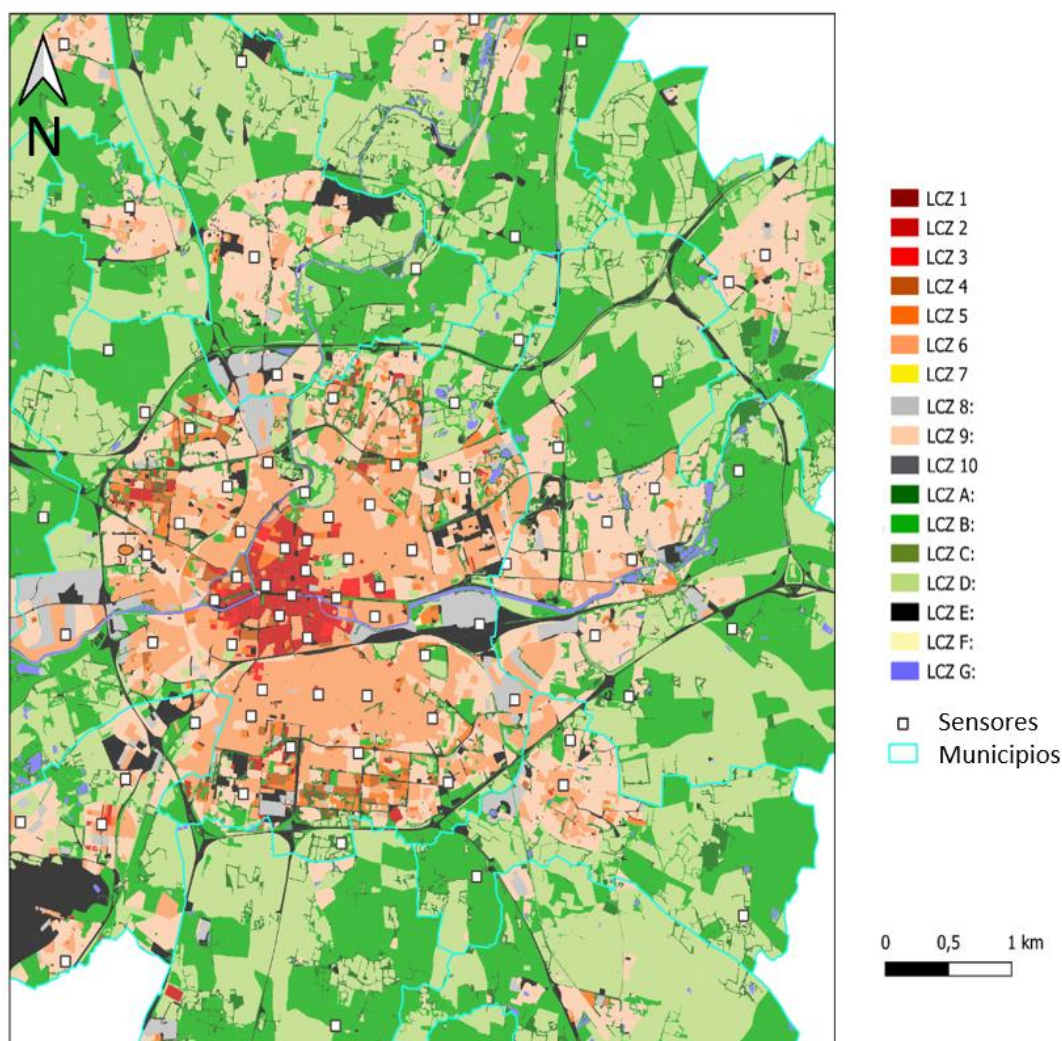 N
LCZ 1
LCZ 2
LCZ 3
LCZ 4
LCZ 5
LCZ 6
LCZ 7
LCZ 8:
LCZ 9:
LCZ 10
LCZ A:
LCZ B:
LCZ C:
LCZ D:
LCZ E:
LCZ F:
LCZ G:
Sensores
Municipios
0 0,5 1 km